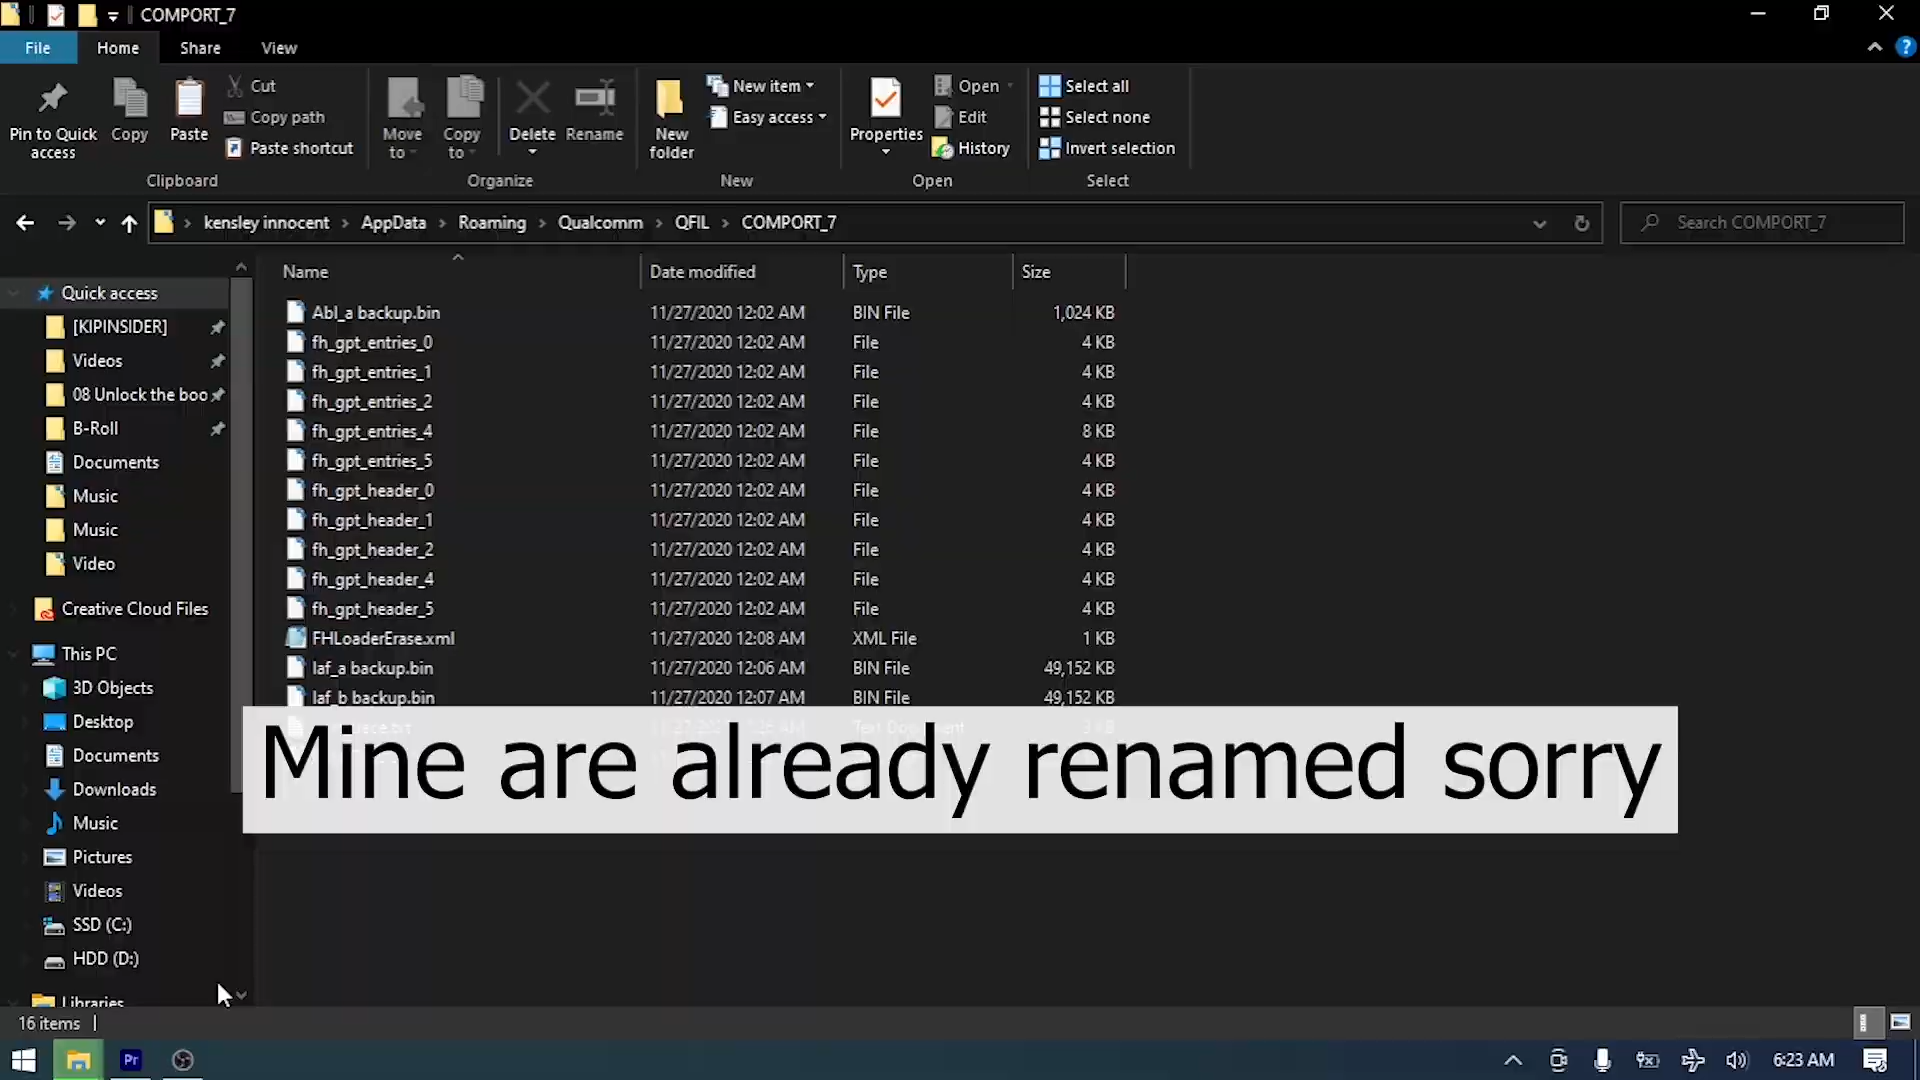 COMPORT_7
File Home Share View
Pin to Quick access
Copy
Paste
Cut
Copy path
Paste shortcut
Clipboard
Move to
Copy to
Delete
Rename
Organize
New folder
New item
Easy access
New
Properties
Open
Edit
History
Open
Select all
Select none
Invert selection
Select
kensley innocent > AppData > Roaming > Qualcomm > QFIL > COMPORT_7
Search COMPORT_7
Quick access
[KIPINSIDER]
Videos
08 Unlock the boo
B-Roll
Documents
Music
Music
Video
Creative Cloud Files
This PC
3D Objects
Desktop
Documents
Downloads
Music
Pictures
Videos
SSD (C:)
HDD (D:)
Libraries
Name Date modified Type Size
Abl_a backup.bin 11/27/2020 12:02 AM BIN File 1,024 KB
fh_gpt_entries_0 11/27/2020 12:02 AM File 4 KB
fh_gpt_entries_1 11/27/2020 12:02 AM File 4 KB
fh_gpt_entries_2 11/27/2020 12:02 AM File 4 KB
fh_gpt_entries_4 11/27/2020 12:02 AM File 8 KB
fh_gpt_entries_5 11/27/2020 12:02 AM File 4 KB
fh_gpt_header_0 11/27/2020 12:02 AM File 4 KB
fh_gpt_header_1 11/27/2020 12:02 AM File 4 KB
fh_gpt_header_2 11/27/2020 12:02 AM File 4 KB
fh_gpt_header_4 11/27/2020 12:02 AM File 4 KB
fh_gpt_header_5 11/27/2020 12:02 AM File 4 KB
FHLoaderErase.xml 11/27/2020 12:08 AM XML File 1 KB
laf_a backup.bin 11/27/2020 12:06 AM BIN File 49,152 KB
laf_b backup.bin 11/27/2020 12:07 AM BIN File 49,152 KB
Mine are already renamed sorry
16 items
Pr
6:23 AM